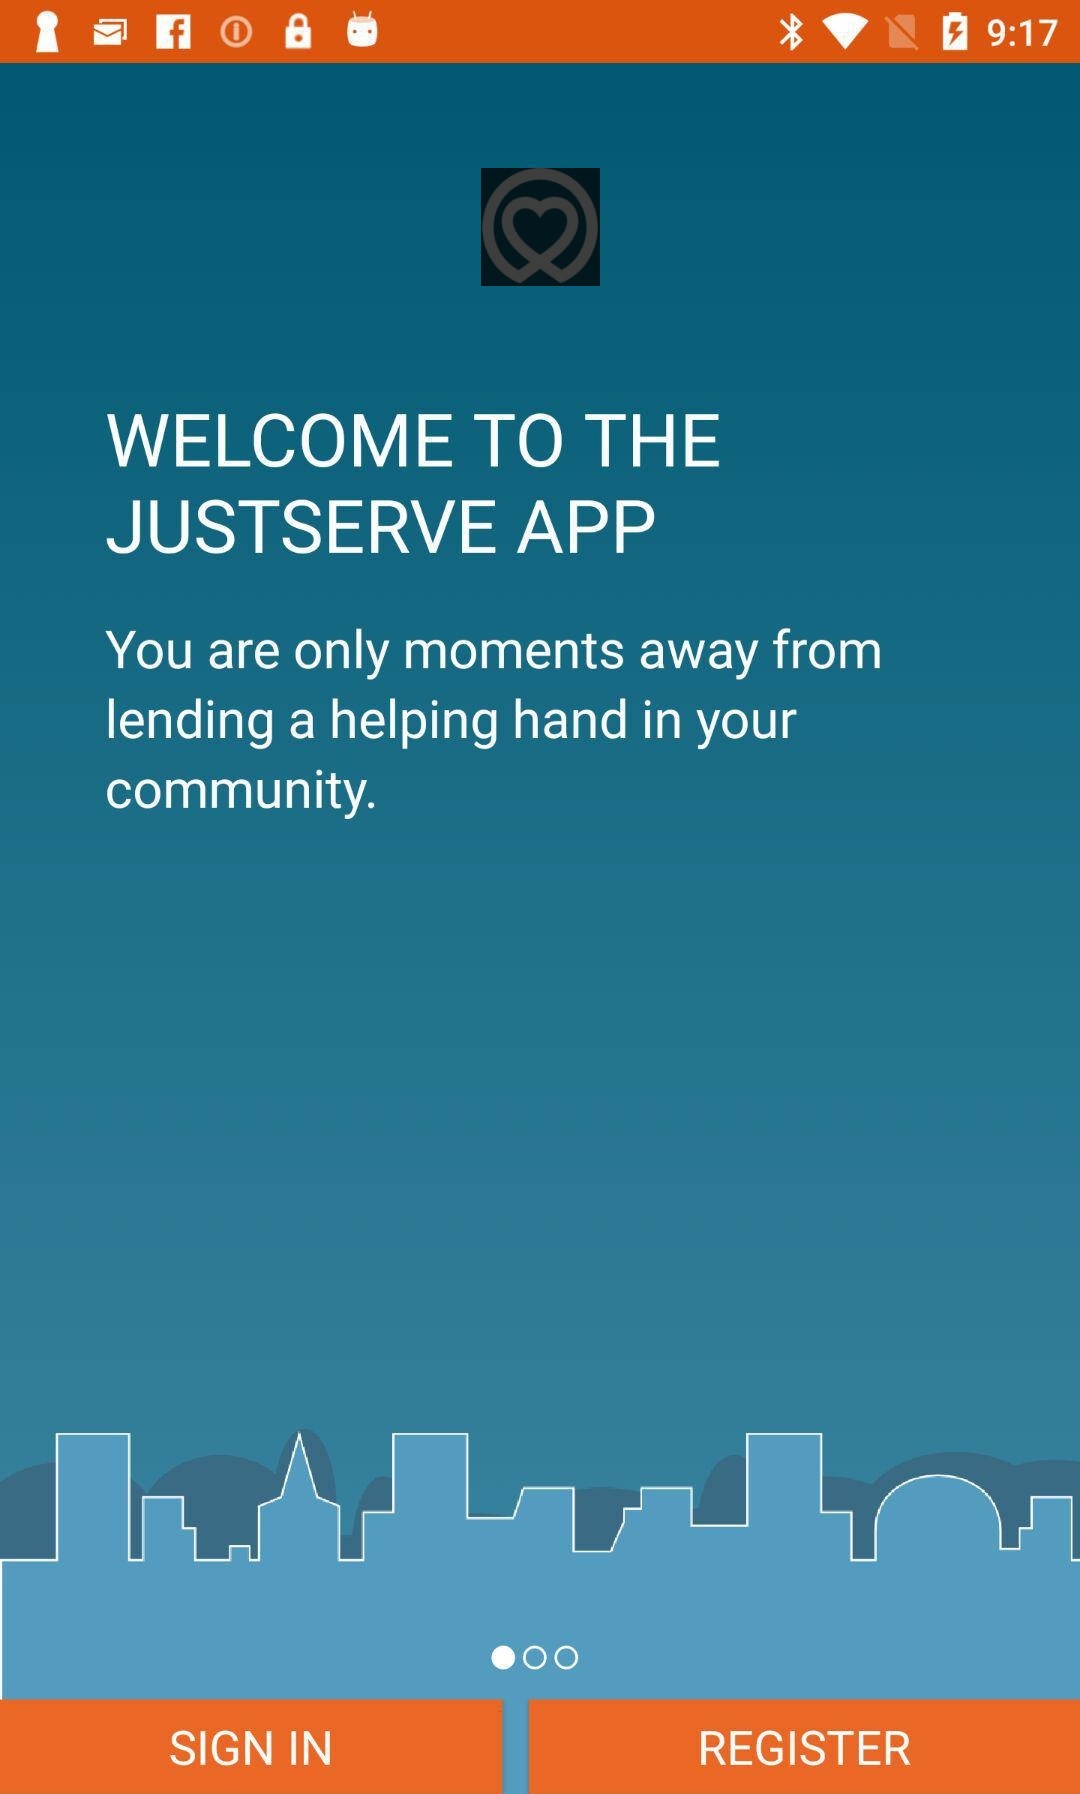 9:17
WELCOME TO THE
JUSTSERVE APP
You are only moments away from
lending a helping hand in your
community.
SIGN IN
REGISTER